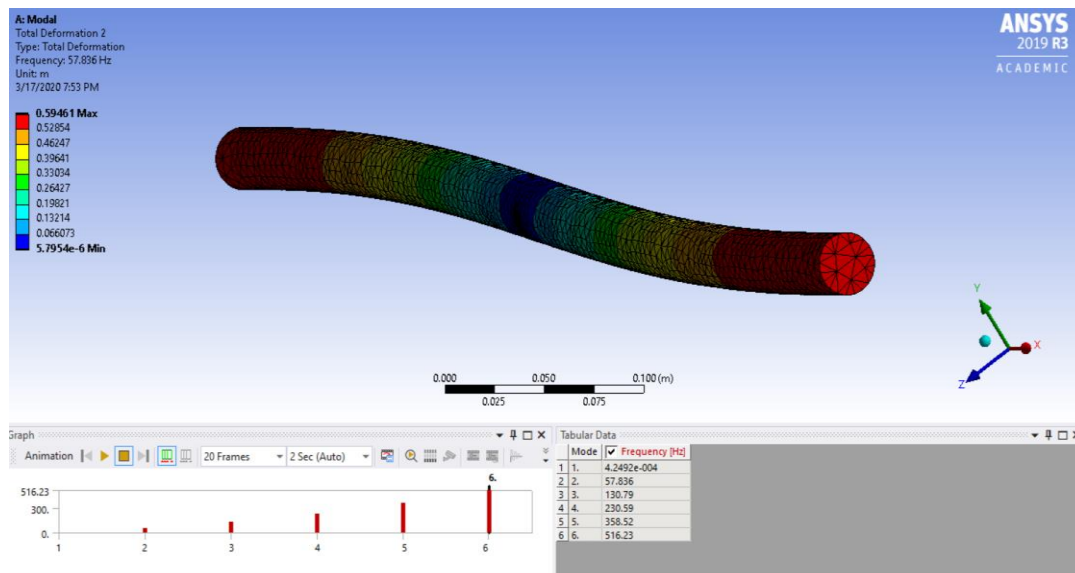 A: Modal
Total Deformation 2
Type: Total Deformation
Frequency: 57.836 Hz
Unit: m
3/17/2020 7:53 PM
0.59461 Max
0.52854
0.46247
0.39641
0.33034
0.26427
0.19821
0.13214
0.066073
5.7954e-6 Min
ANSYS
2019 R3
ACADEMIC
Y
X
Z
0.000 0.050 0.100 (m)
0.025 0.075
Graph
Animation 20 Frames 2 Sec (Auto)
6.
516.23
300.
0.
1 2 3 4 5 6
Tabular Data
Mode Frequency [Hz]
1 1. 4.2492e-004
2 2. 57.836
3 3. 130.79
4 4. 230.59
5 5. 358.52
6 6. 516.23